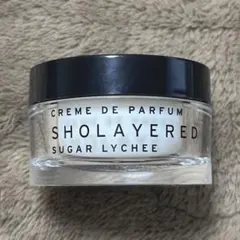 CREME DE PARFUM
SHOLAYERED
SUGAR LYCHEE